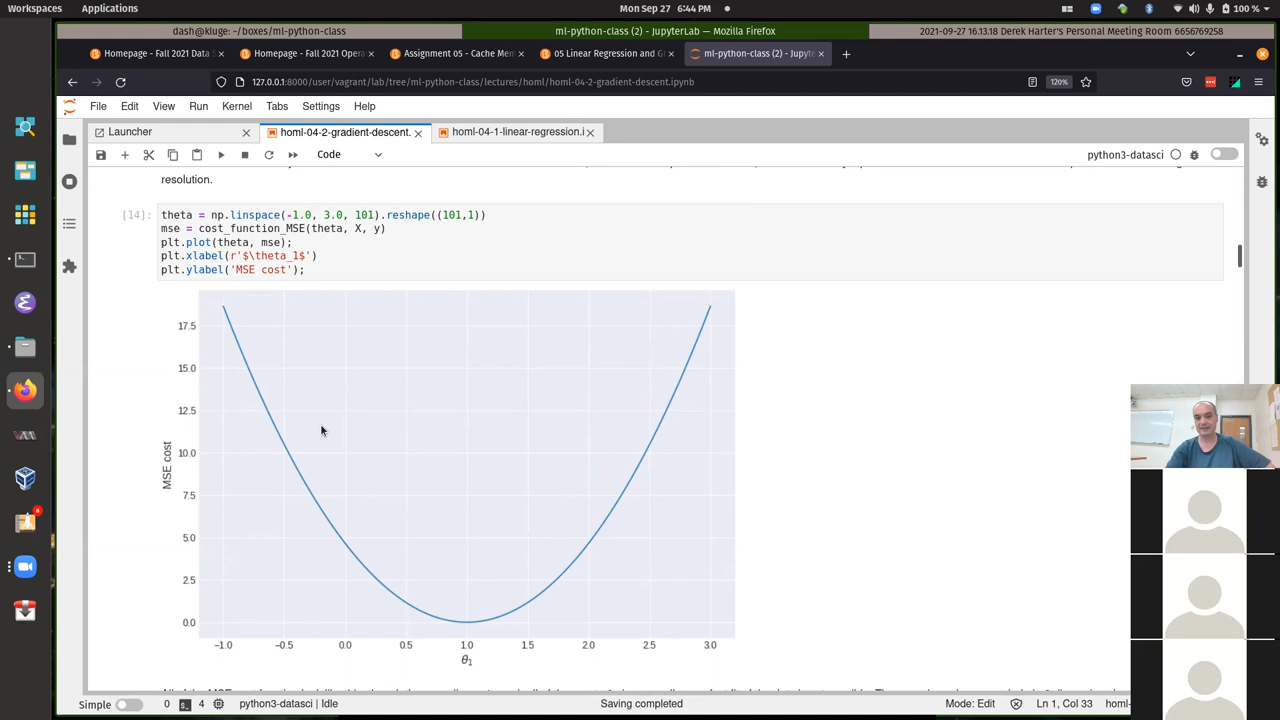 Workspaces Applications Mon Sep 27 6:44 PM 100 %
dash@kluge: ~/boxes/ml-python-class ml-python-class (2) - JupyterLab — Mozilla Firefox 2021-09-27 16.13.18 Derek Harter's Personal Meeting Room 6656769258
Homepage - Fall 2021 Data S Homepage - Fall 2021 Opera Assignment 05 - Cache Mem 05 Linear Regression and G ml-python-class (2) - Jupyte
127.0.0.1:8000/user/vagrant/lab/tree/ml-python-class/lectures/homl/homl-04-2-gradient-descent.ipynb 120%
File Edit View Run Kernel Tabs Settings Help
Launcher homl-04-2-gradient-descent. homl-04-1-linear-regression.i
Code python3-datasci
resolution.
[14]: theta = np.linspace(-1.0, 3.0, 101).reshape((101,1))
mse = cost_function_MSE(theta, X, y)
plt.plot(theta, mse);
plt.xlabel(r'$\theta_1$')
plt.ylabel('MSE cost');
17.5
15.0
12.5
10.0
7.5
5.0
2.5
0.0
MSE cost
−1.0 −0.5 0.0 0.5 1.0 1.5 2.0 2.5 3.0
θ1
Simple 0 4 python3-datasci | Idle Saving completed Mode: Edit Ln 1, Col 33 homl-